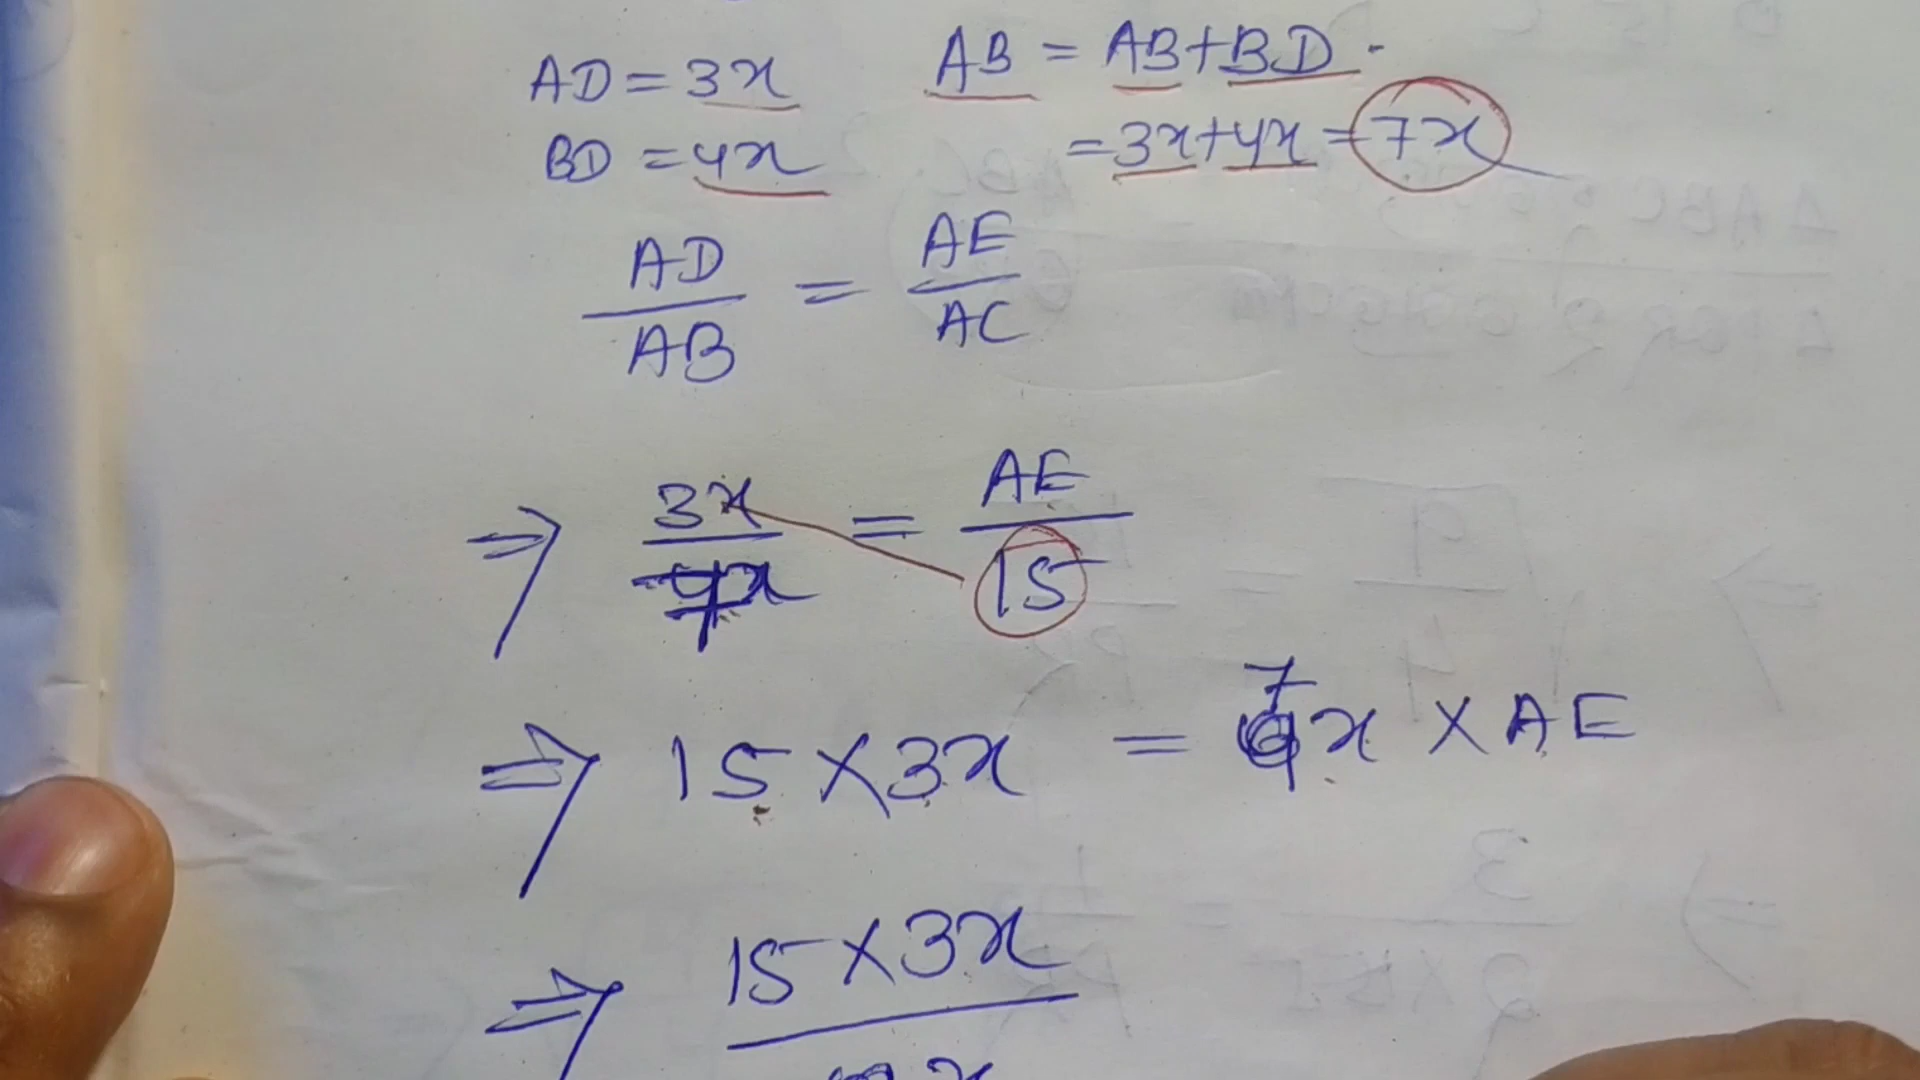 AD = 3x
AB = AB + BD.
BD = 4x
= 3x + 4x = 7x
AD/AB = AE/AC
⇒ 3x/7x = AE/15
⇒ 15 × 3x = 7x × AE
⇒ 15 × 3x